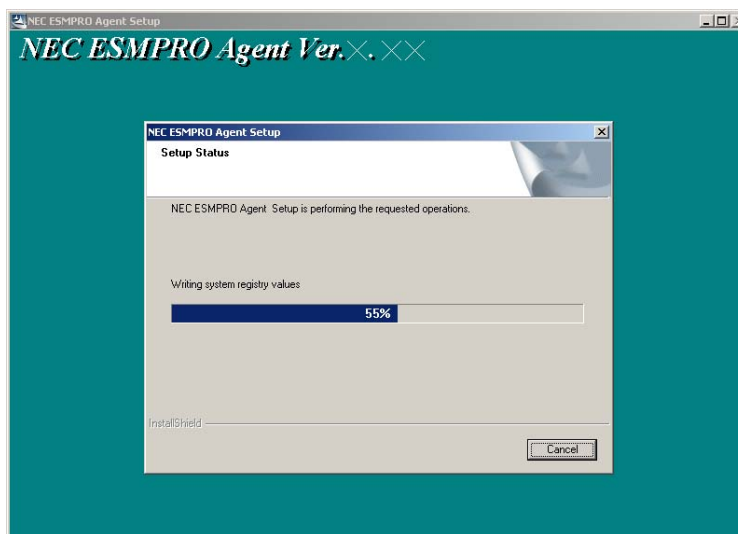 NEC ESMPRO Agent Setup
NEC ESMPRO Agent Ver.X. XX
NEC ESMPRO Agent Setup
Setup Status
NEC ESMPRO Agent Setup is performing the requested operations.
Writing system registry values
55%
InstallShield
Cancel